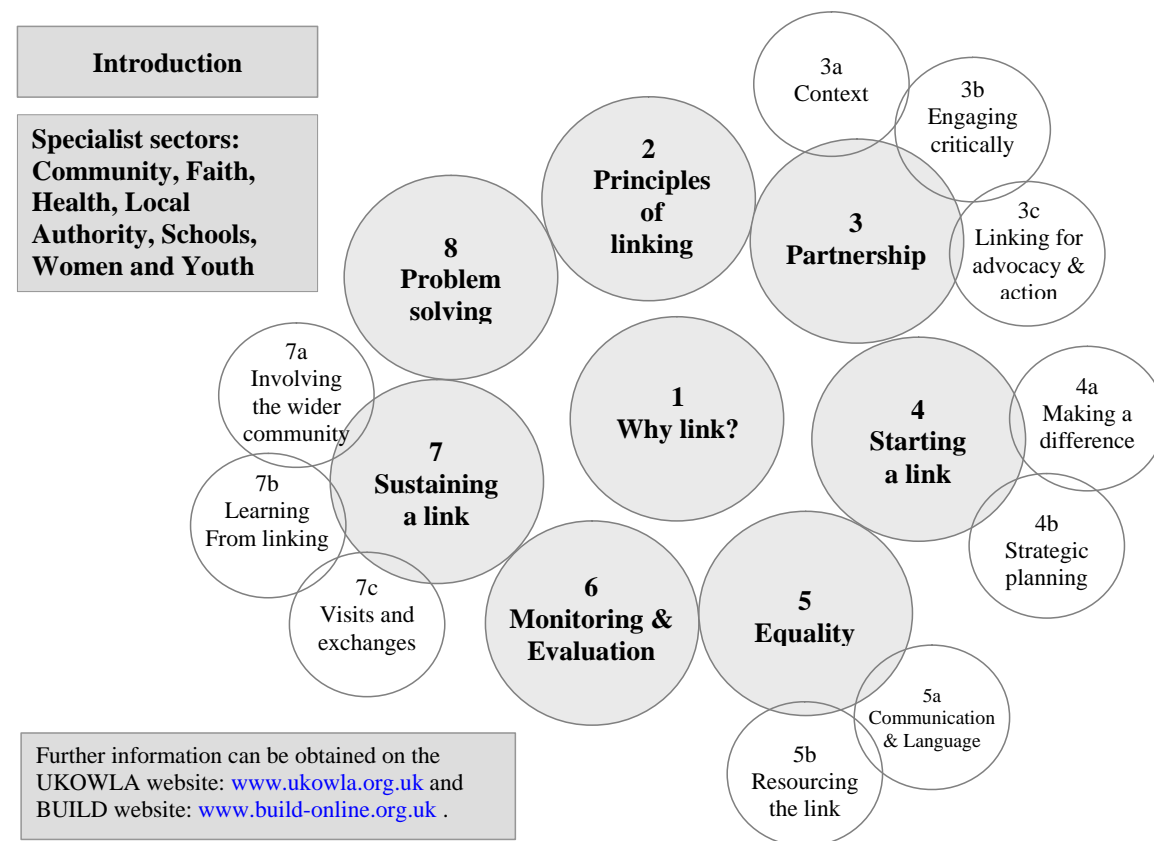 Introduction
Specialist sectors:
Community, Faith,
Health, Local
Authority, Schools,
Women and Youth
1
Why link?
2
Principles
of
linking
3
Partnership
3a
Context
3b
Engaging
critically
3c
Linking for
advocacy &
action
4
Starting
a link
4a
Making a
difference
4b
Strategic
planning
5
Equality
5a
Communication
& Language
5b
Resourcing
the link
6
Monitoring &
Evaluation
7
Sustaining
a link
7a
Involving
the wider
community
7b
Learning
From linking
7c
Visits and
exchanges
8
Problem
solving
Further information can be obtained on the
UKOWLA website: www.ukowla.org.uk and
BUILD website: www.build-online.org.uk .